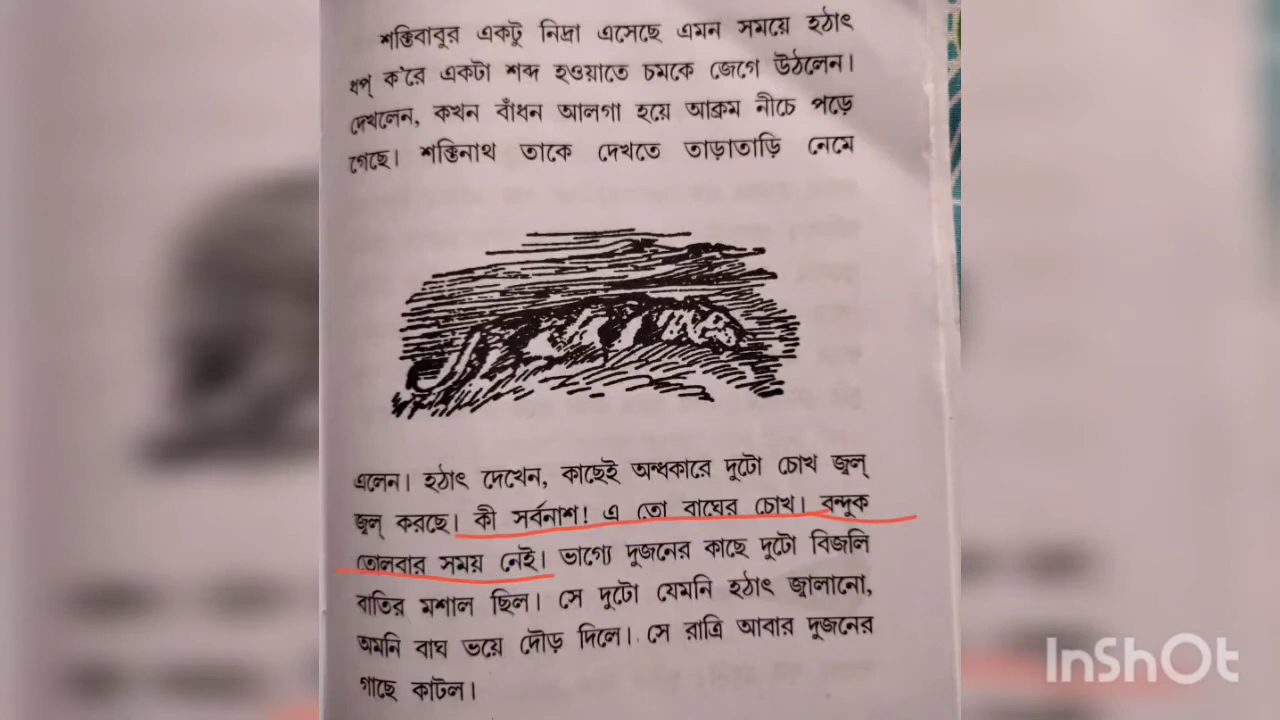 শক্তিবাবুর একটু নিদ্রা এসেছে এমন সময়ে হঠাৎ
ধপ্ ক'রে একটা শব্দ হওয়াতে চমকে জেগে উঠলেন।
দেখলেন, কখন বাঁধন আলগা হয়ে আক্রম নীচে পড়ে
গেছে। শক্তিনাথ তাকে দেখতে তাড়াতাড়ি নেমে
এলেন। হঠাৎ দেখেন, কাছেই অন্ধকারে দুটো চোখ জ্বল্
জ্বল্ করছে। কী সর্বনাশ! এ তো বাঘের চোখ। বন্দুক
তোলবার সময় নেই। ভাগ্যে দুজনের কাছে দুটো বিজলি
বাতির মশাল ছিল। সে দুটো যেমনি হঠাৎ জ্বালানো,
অমনি বাঘ ভয়ে দৌড় দিলে। সে রাত্রি আবার দুজনের
গাছে কাটল।
InShOt